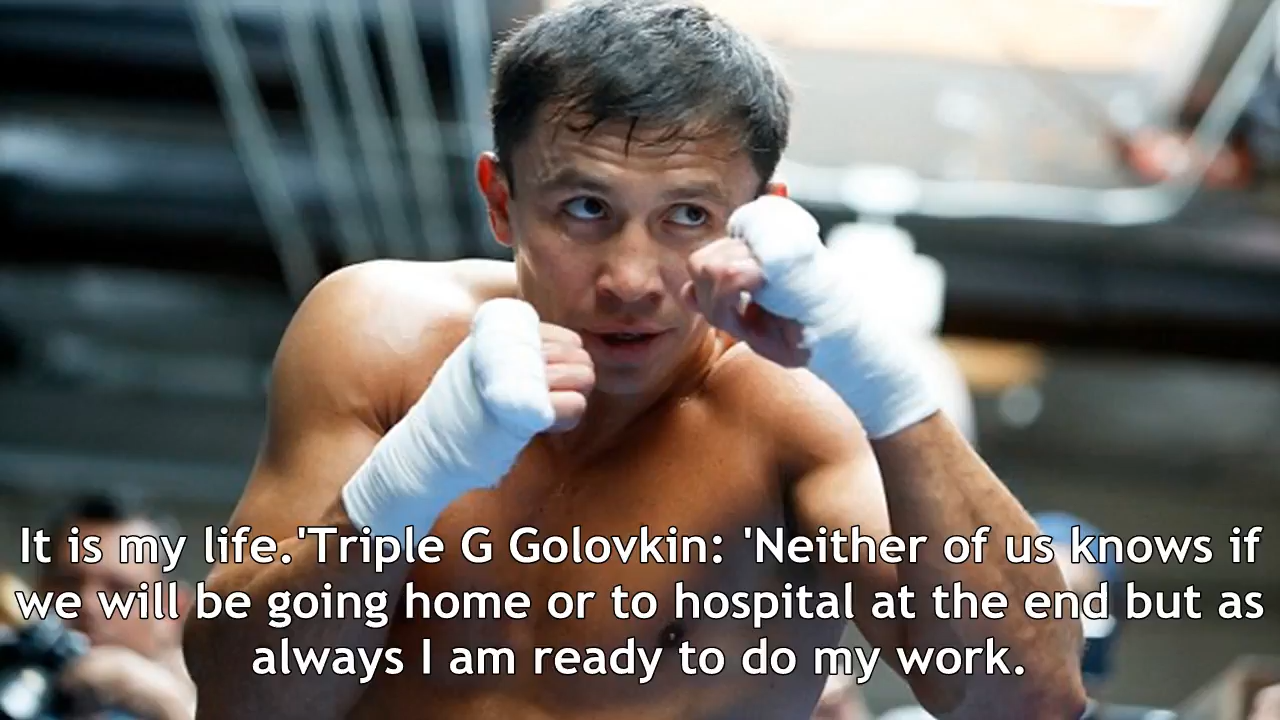 It is my life.'Triple G Golovkin: 'Neither of us knows if
we will be going home or to hospital at the end but as
always I am ready to do my work.